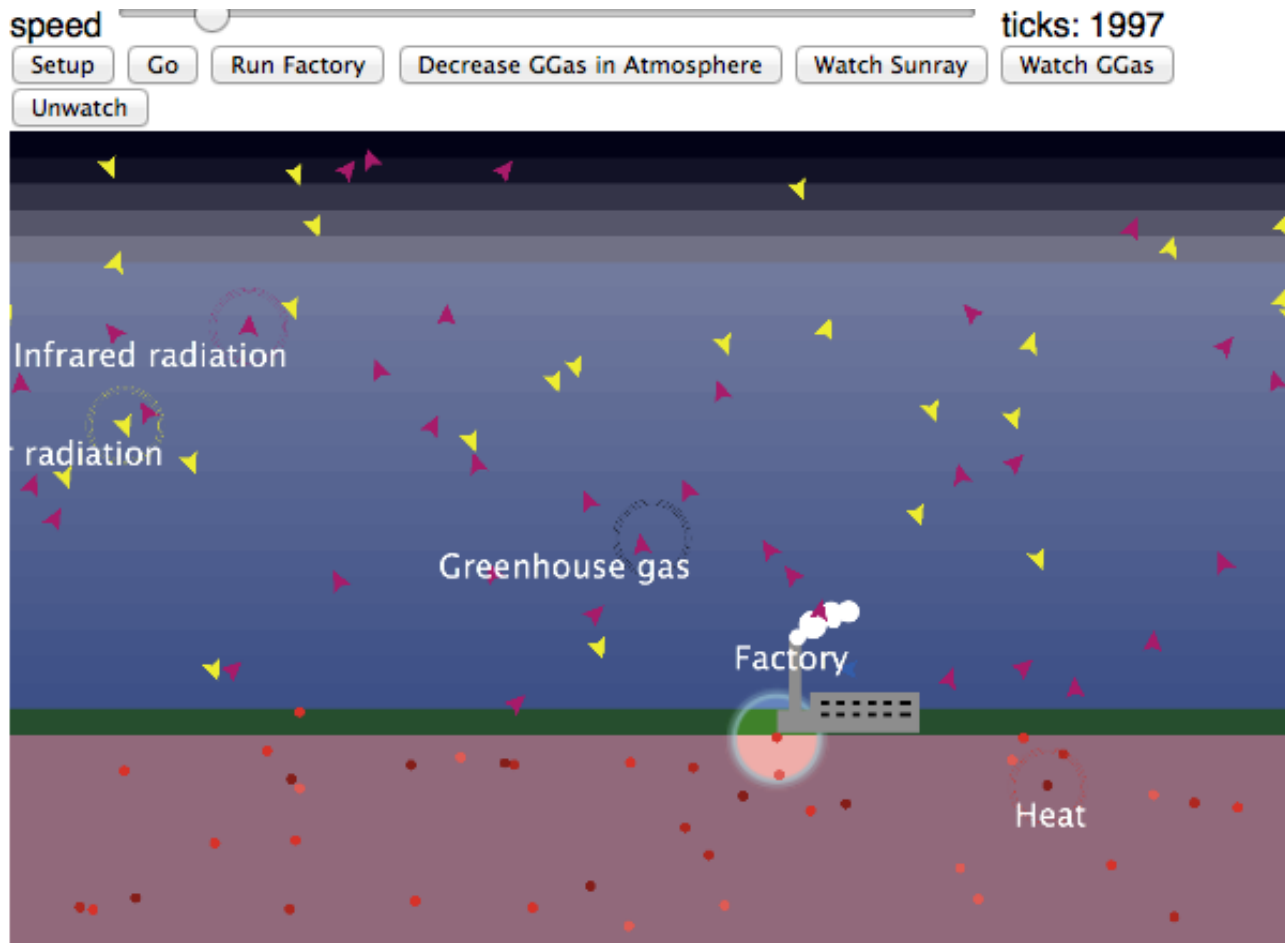 speed ticks: 1997
Setup Go Run Factory Decrease GGas in Atmosphere Watch Sunray Watch GGas
Unwatch
Infrared radiation
r radiation
Greenhouse gas
Factory
Heat